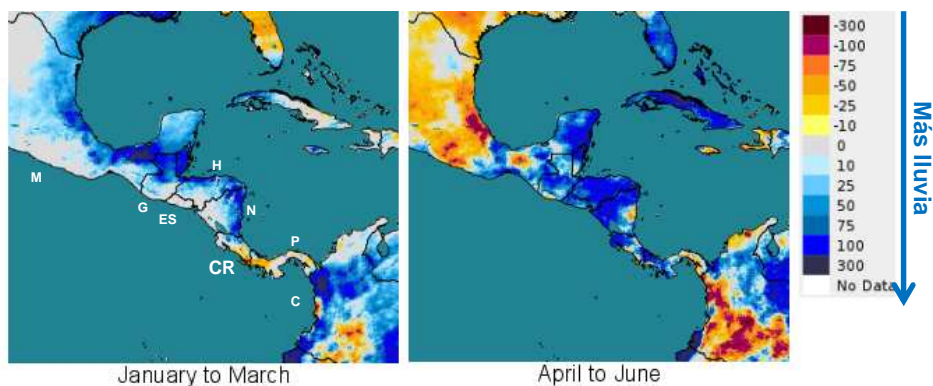 M
G
ES
H
N
CR
P
C
January to March
April to June
-300
-100
-75
-50
-25
-10
0
10
25
50
75
100
300
No Data
Más lluvia